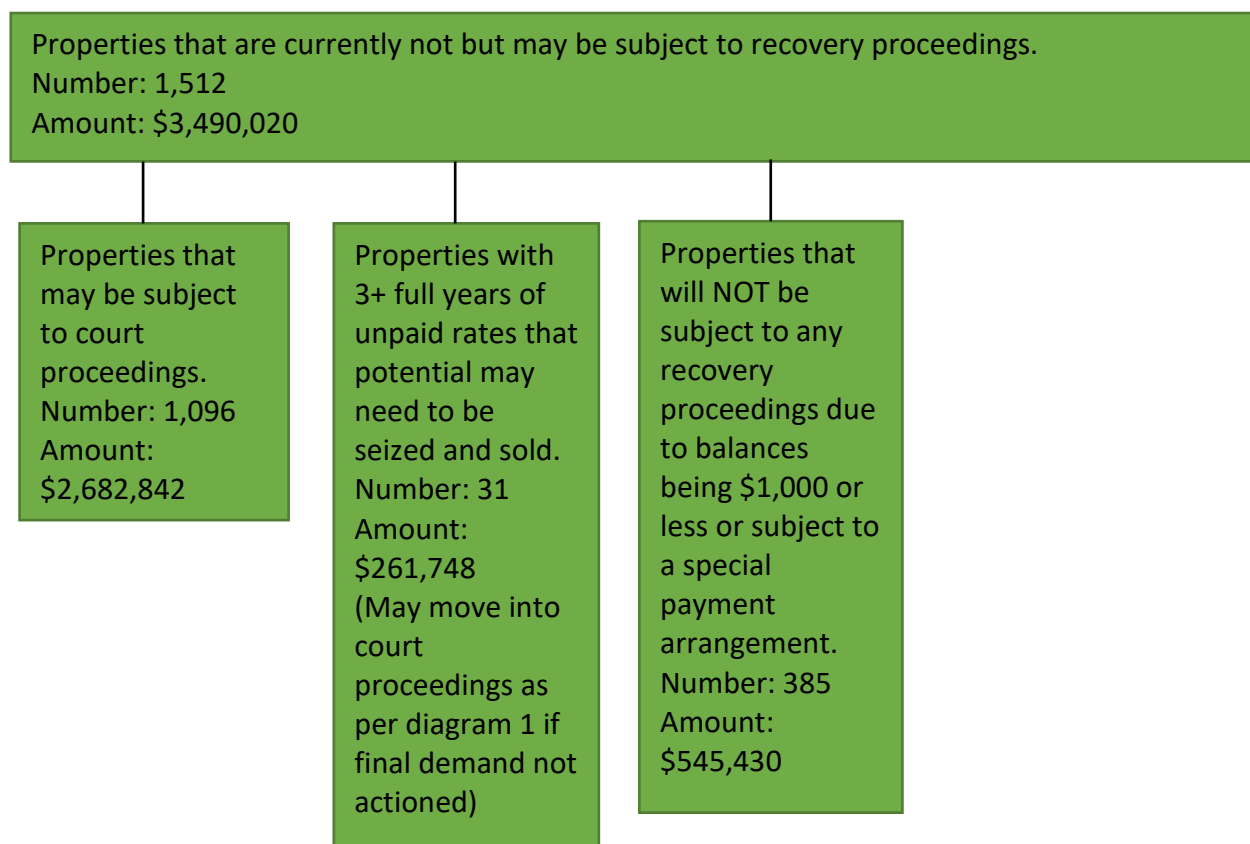 Properties that are currently not but may be subject to recovery proceedings.
Number: 1,512
Amount: $3,490,020
Properties that
may be subject
to court
proceedings.
Number: 1,096
Amount:
$2,682,842
Properties with
3+ full years of
unpaid rates that
potential may
need to be
seized and sold.
Number: 31
Amount:
$261,748
(May move into
court
proceedings as
per diagram 1 if
final demand not
actioned)
Properties that
will NOT be
subject to any
recovery
proceedings due
to balances
being $1,000 or
less or subject to
a special
payment
arrangement.
Number: 385
Amount:
$545,430